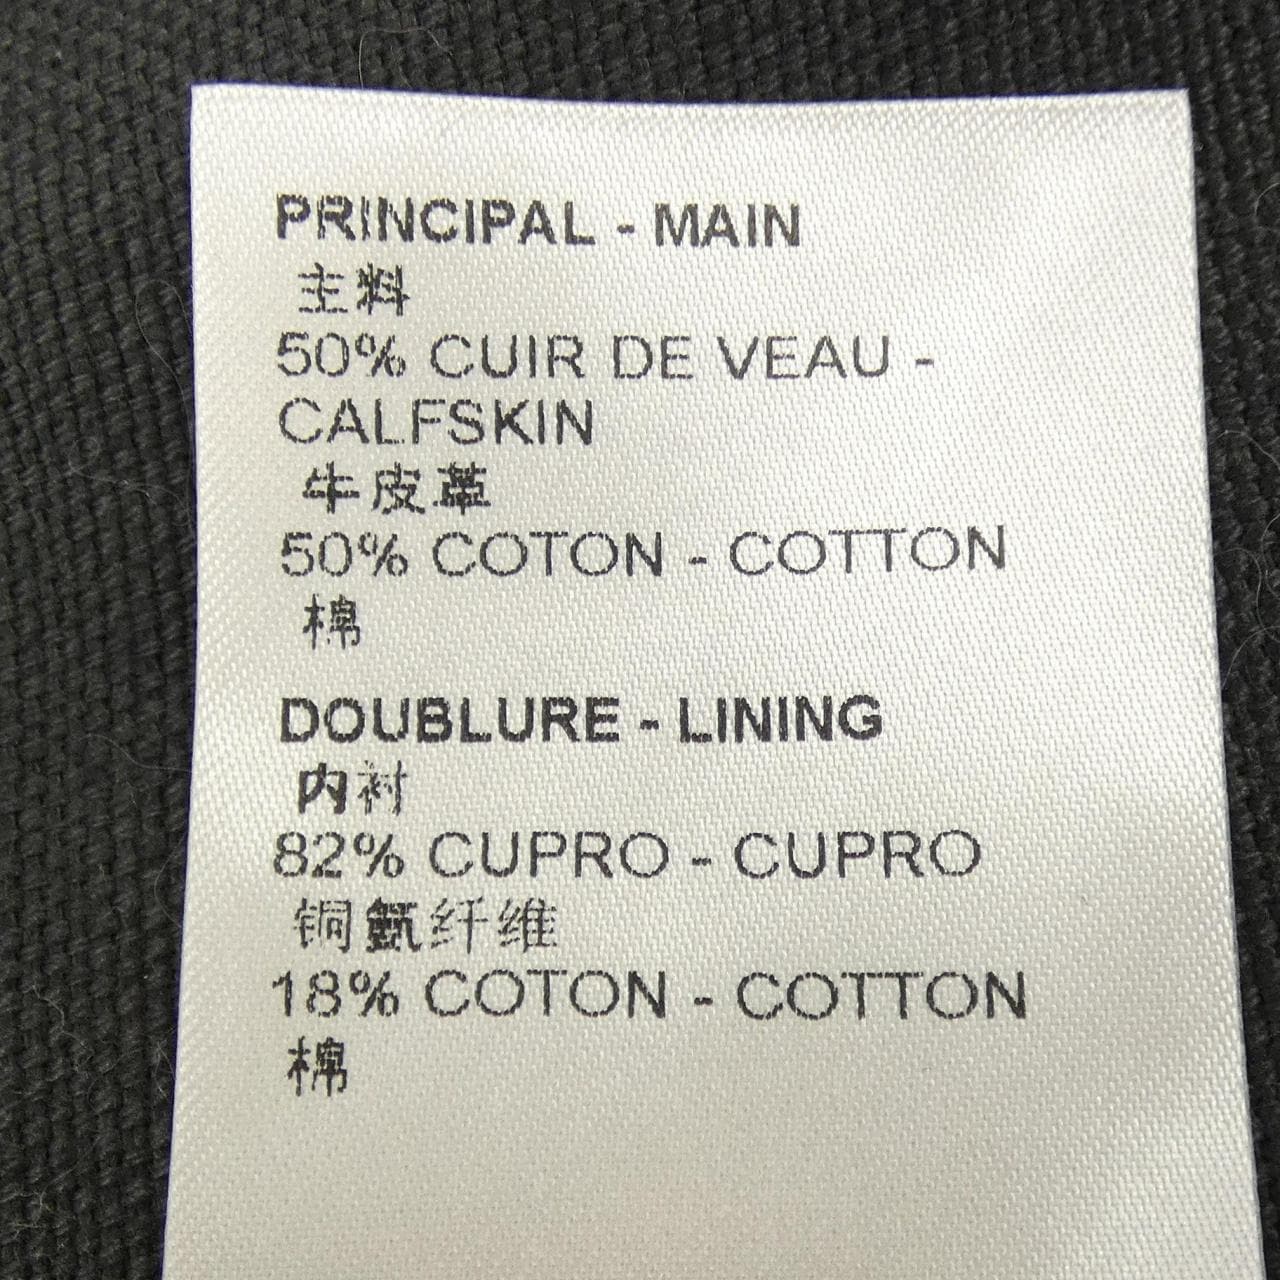 PRINCIPAL - MAIN
主料
50% CUIR DE VEAU -
CALFSKIN
牛皮革
50% COTON - COTTON
棉
DOUBLURE - LINING
内衬
82% CUPRO - CUPRO
铜氨纤维
18% COTON - COTTON
棉